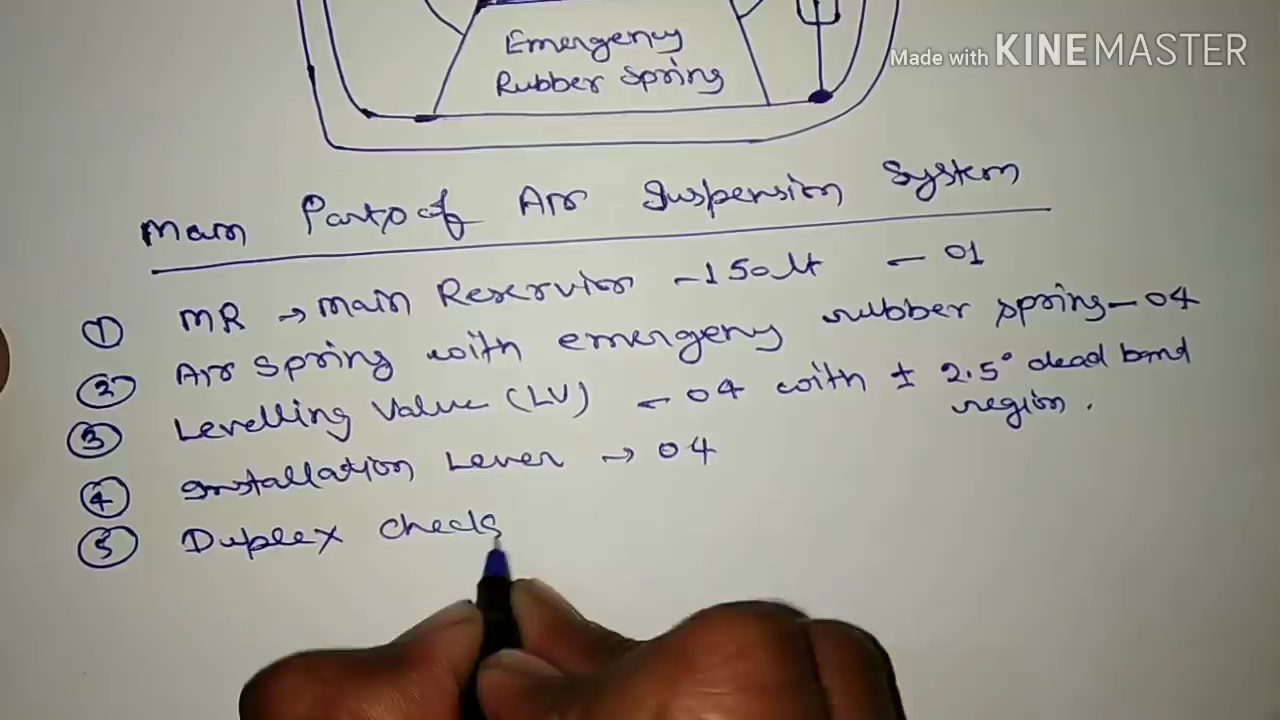 Emergency
Rubber Spring
Made with KINEMASTER
Main Parts of Air Suspension System
① MR → Main Reservior - 150 lt - 01
② Air Spring with emergeny rubber spring - 04
③ Levelling Valve (LV) - 04 with ± 2.5° dead band
region.
④ Installation Lever → 04
⑤ Duplex Check